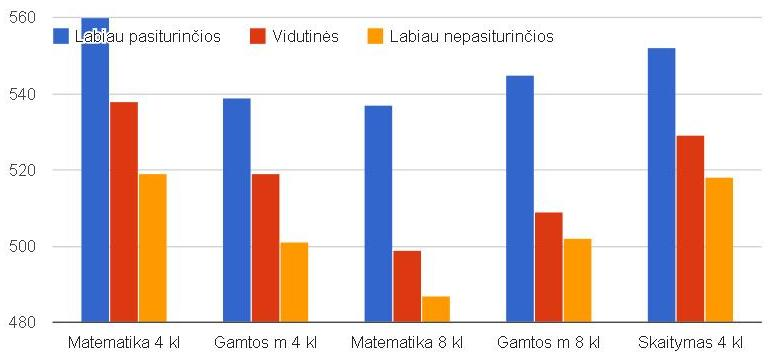 560
Labiau pasiturinčios Vidutinės Labiau nepasiturinčios
540
520
500
480
Matematika 4 kl Gamtos m 4 kl Matematika 8 kl Gamtos m 8 kl Skaitymas 4 kl